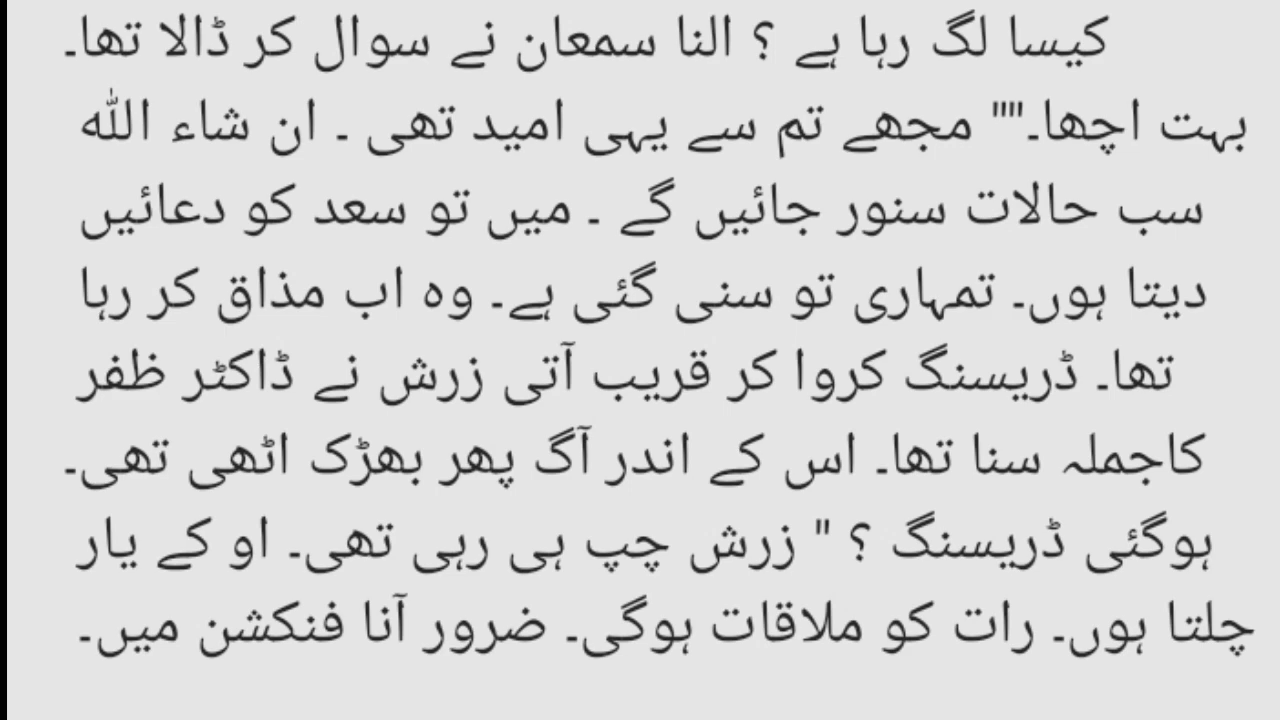 کیسا لگ رہا ہے ؟ النا سمعان نے سوال کر ڈالا تھا۔
بہت اچھا۔"" مجھے تم سے یہی امید تھی ۔ ان شاء اللّٰہ
سب حالات سنور جائیں گے ۔ میں تو سعد کو دعائیں
دیتا ہوں۔ تمہاری تو سنی گئی ہے۔ وہ اب مذاق کر رہا
تھا۔ ڈریسنگ کروا کر قریب آتی زرش نے ڈاکٹر ظفر
کاجملہ سنا تھا۔ اس کے اندر آگ پھر بھڑک اٹھی تھی۔
ہوگئی ڈریسنگ ؟ " زرش چپ ہی رہی تھی۔ او کے یار
چلتا ہوں۔ رات کو ملاقات ہوگی۔ ضرور آنا فنکشن میں۔